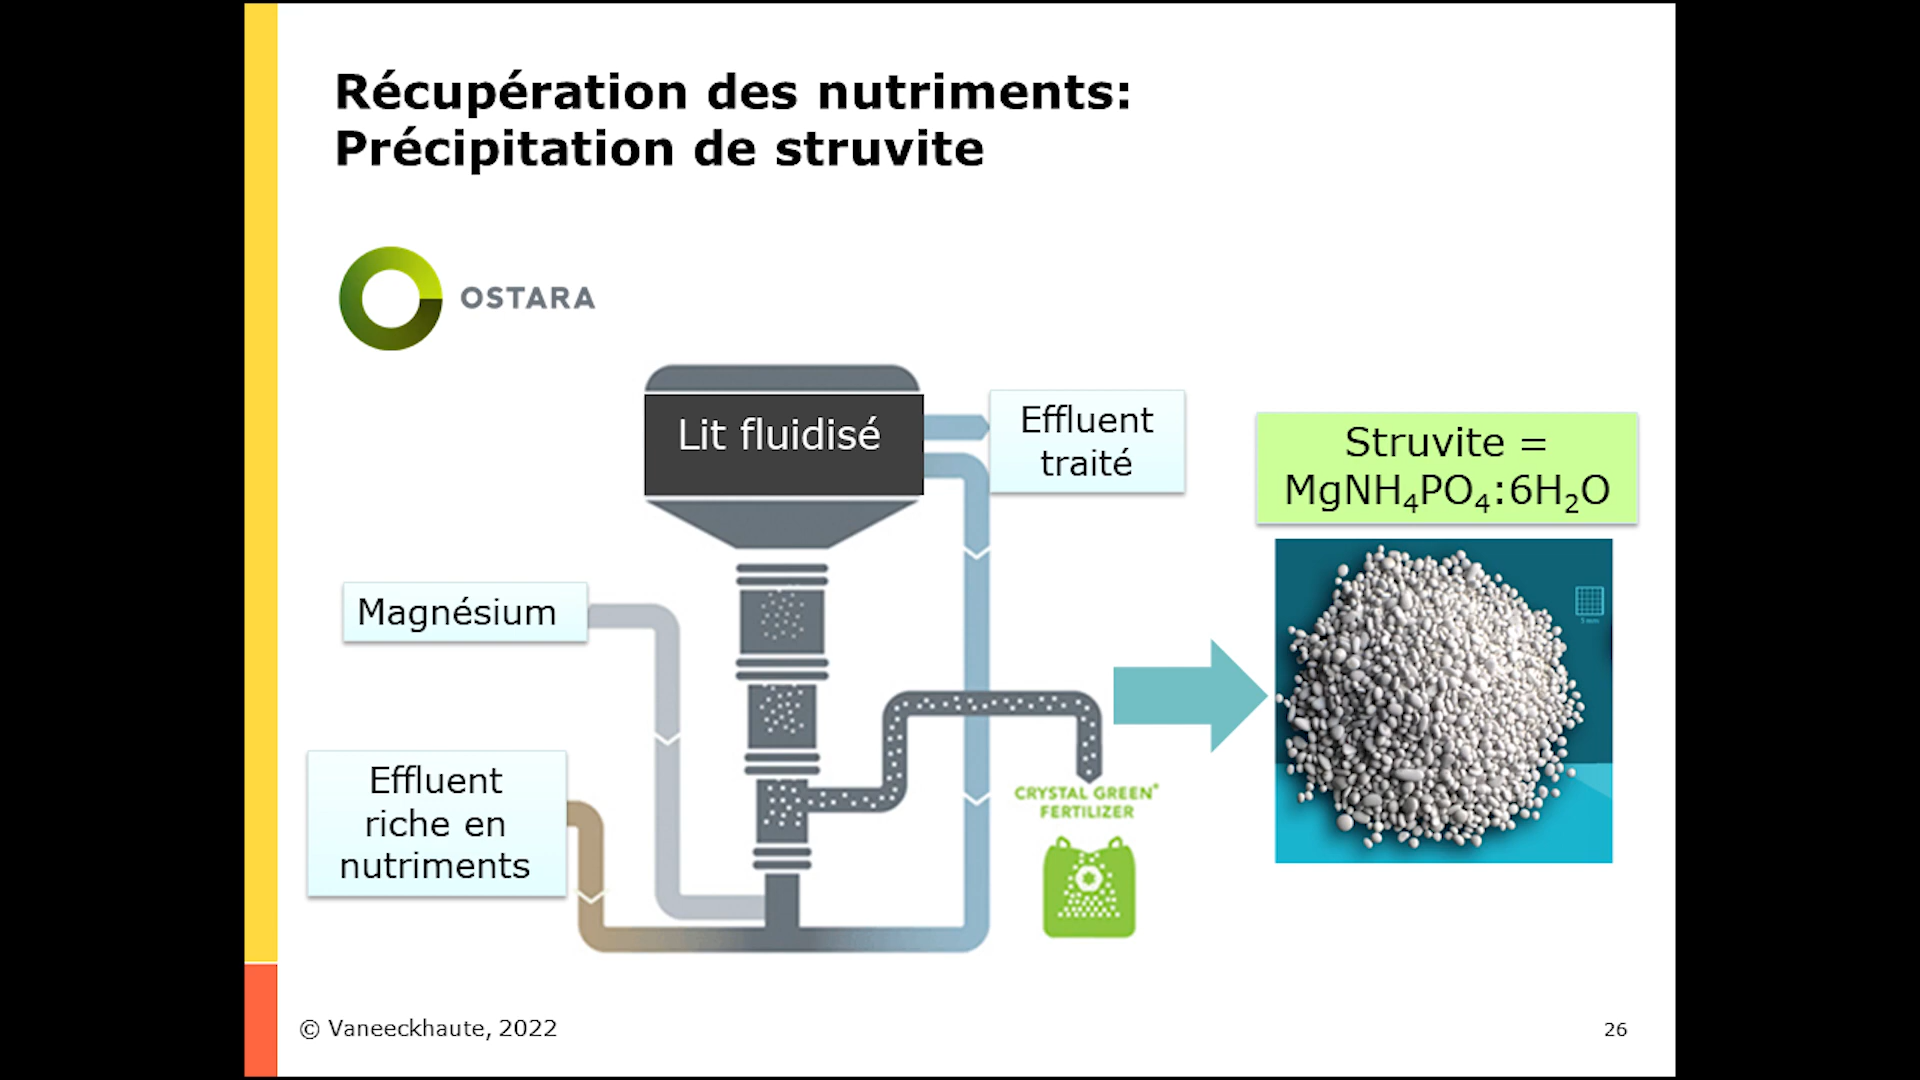 Récupération des nutriments:
Précipitation de struvite
OSTARA
Lit fluidisé
Effluent
traité
Struvite =
MgNH₄PO₄:6H₂O
Magnésium
Effluent
riche en
nutriments
CRYSTAL GREEN®
FERTILIZER
© Vaneeckhaute, 2022
26